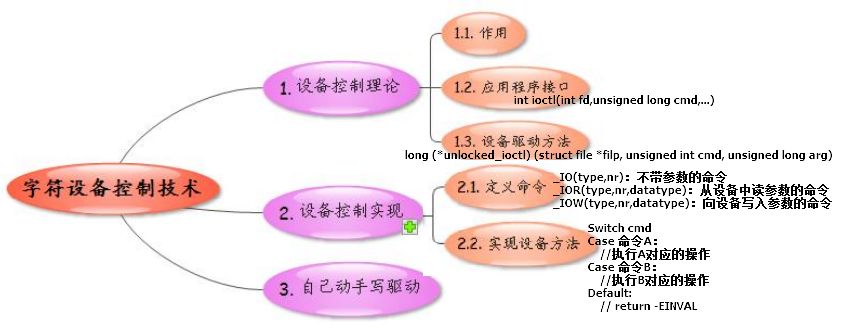 字符设备控制技术
1. 设备控制理论
1.1. 作用
1.2. 应用程序接口
int ioctl(int fd,unsigned long cmd,...)
1.3. 设备驱动方法
long (*unlocked_ioctl) (struct file *filp, unsigned int cmd, unsigned long arg)
2. 设备控制实现
2.1. 定义命令
_IO(type,nr)：不带参数的命令
_IOR(type,nr,datatype)：从设备中读参数的命令
_IOW(type,nr,datatype)：向设备写入参数的命令
2.2. 实现设备方法
Switch cmd
Case 命令A：
//执行A对应的操作
Case 命令B：
//执行B对应的操作
Default:
// return -EINVAL
3. 自己动手写驱动